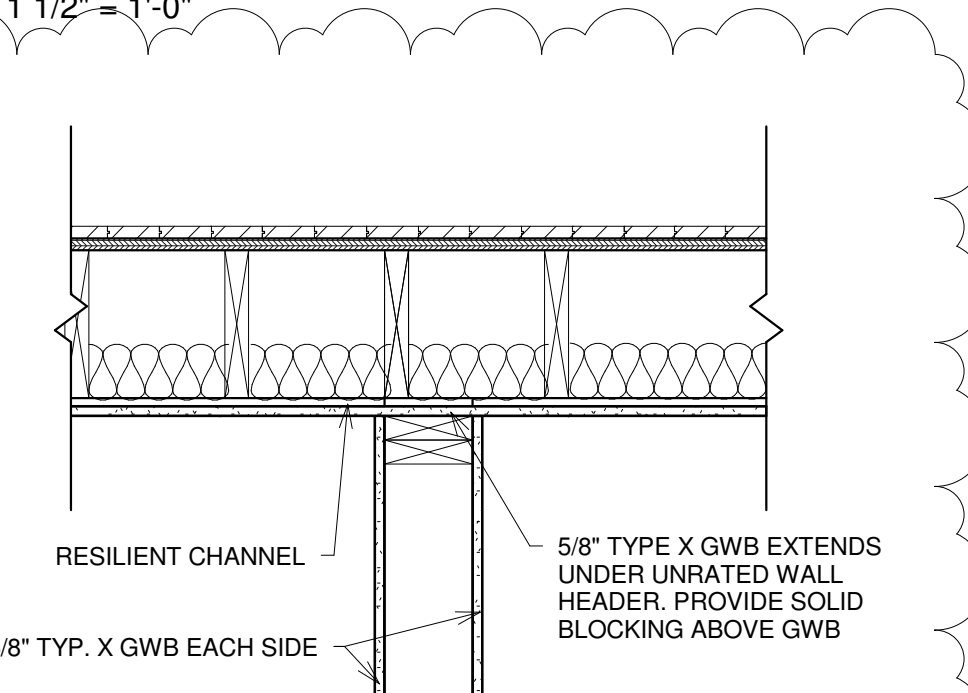 1 1/2" = 1'-0"
RESILIENT CHANNEL
5/8" TYPE X GWB EXTENDS
UNDER UNRATED WALL
HEADER. PROVIDE SOLID
BLOCKING ABOVE GWB
/8" TYP. X GWB EACH SIDE